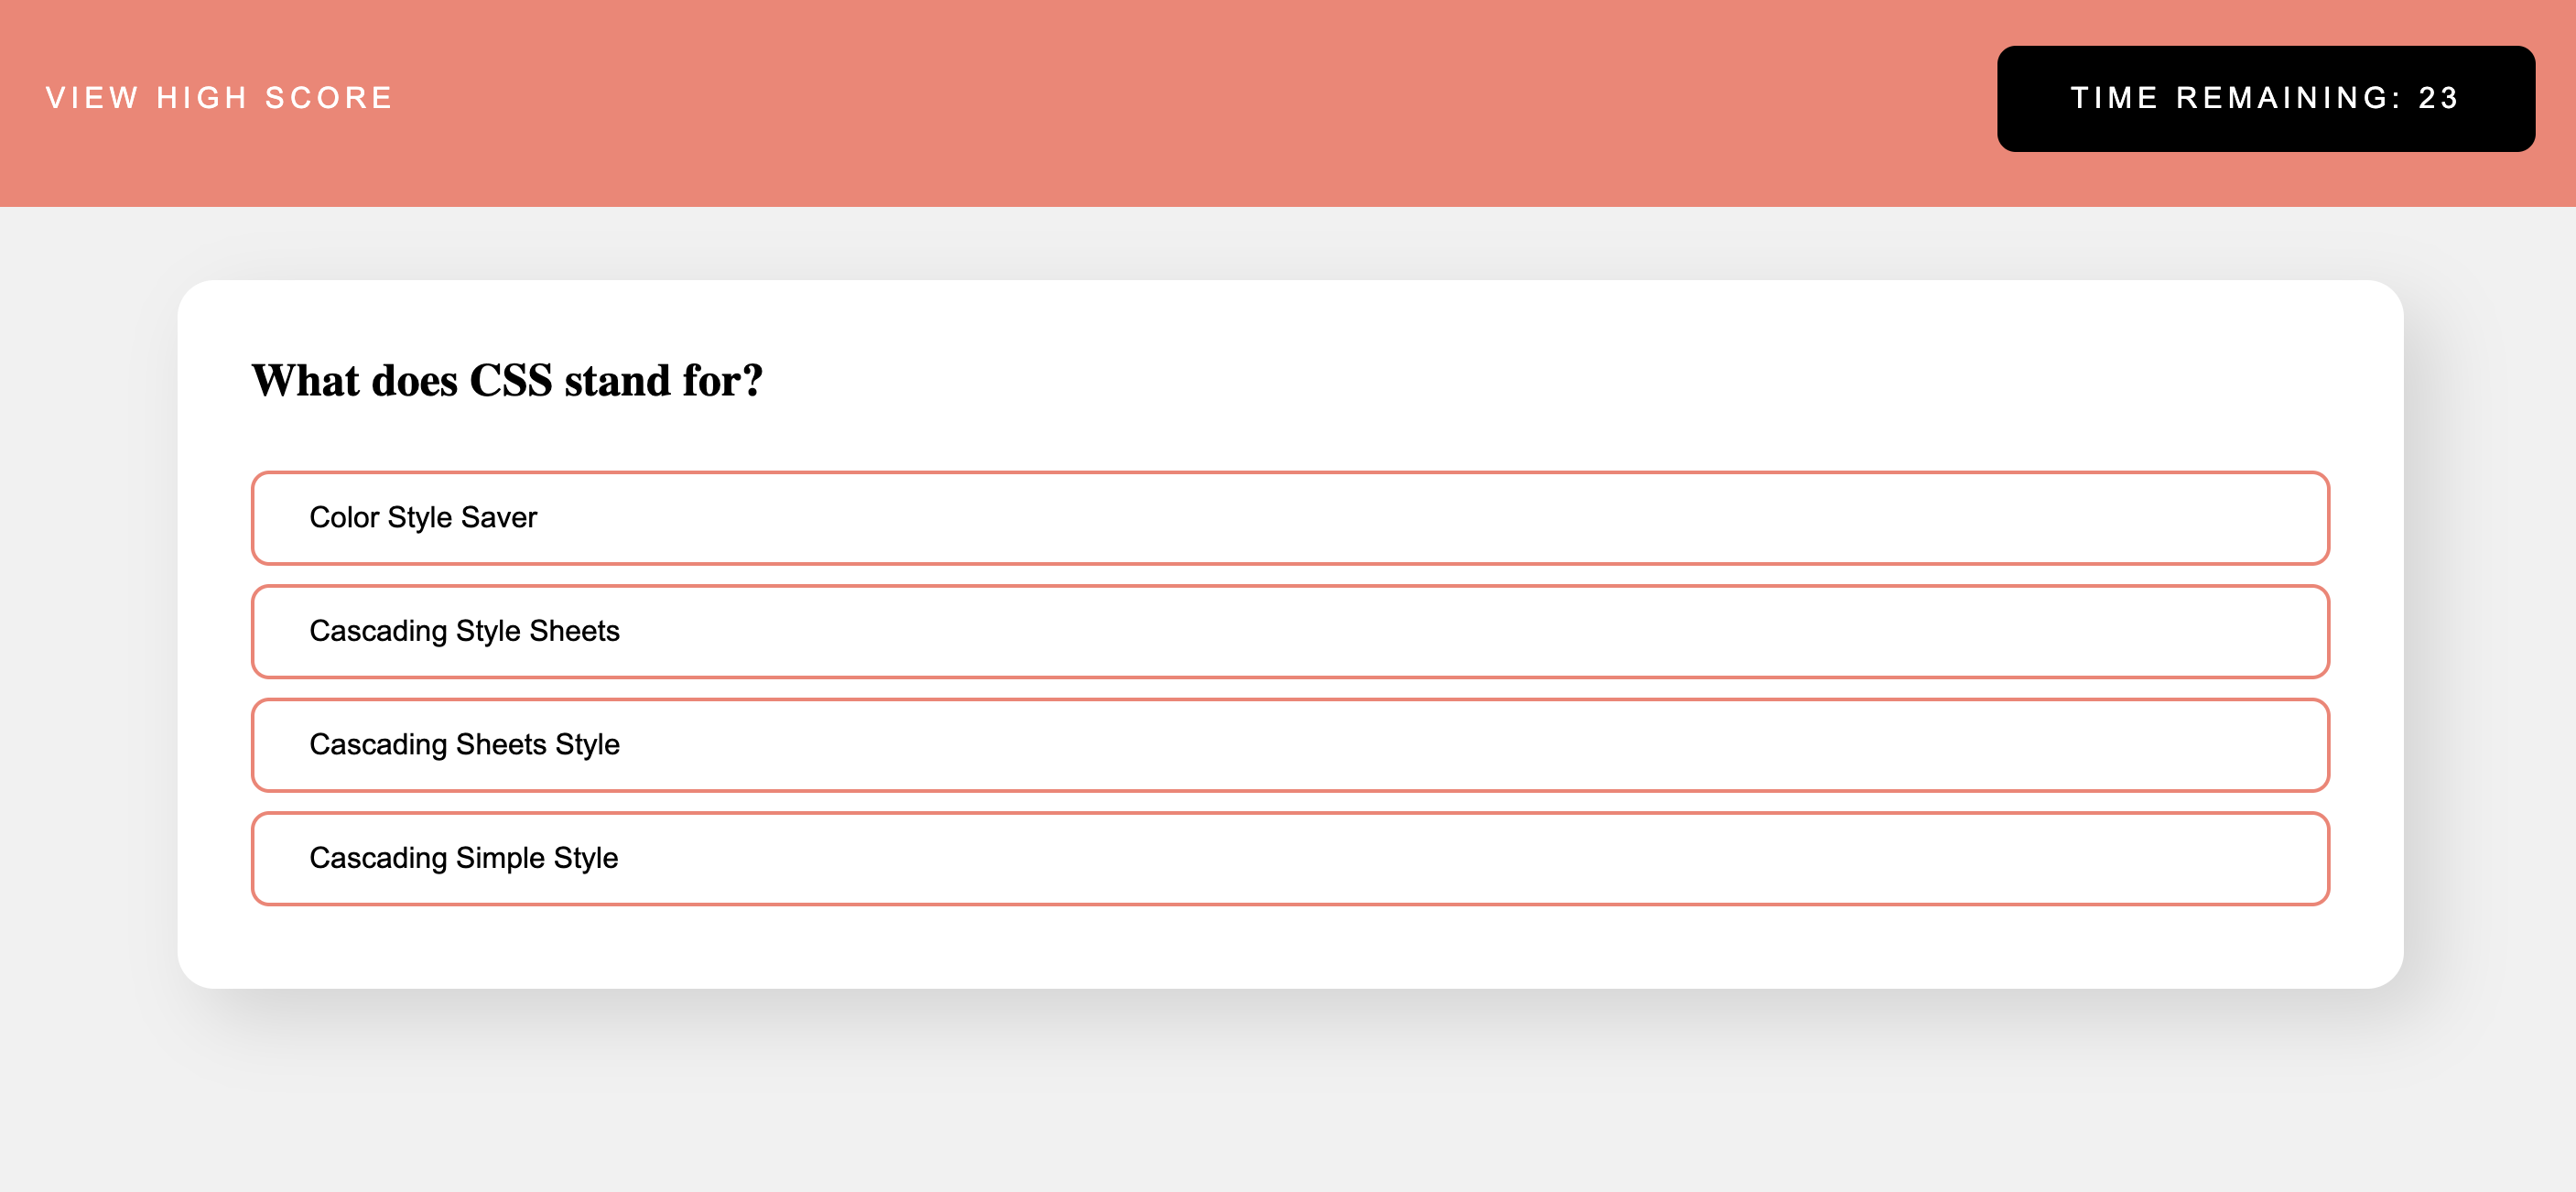 VIEW HIGH SCORE
TIME REMAINING: 23
What does CSS stand for?
Color Style Saver
Cascading Style Sheets
Cascading Sheets Style
Cascading Simple Style